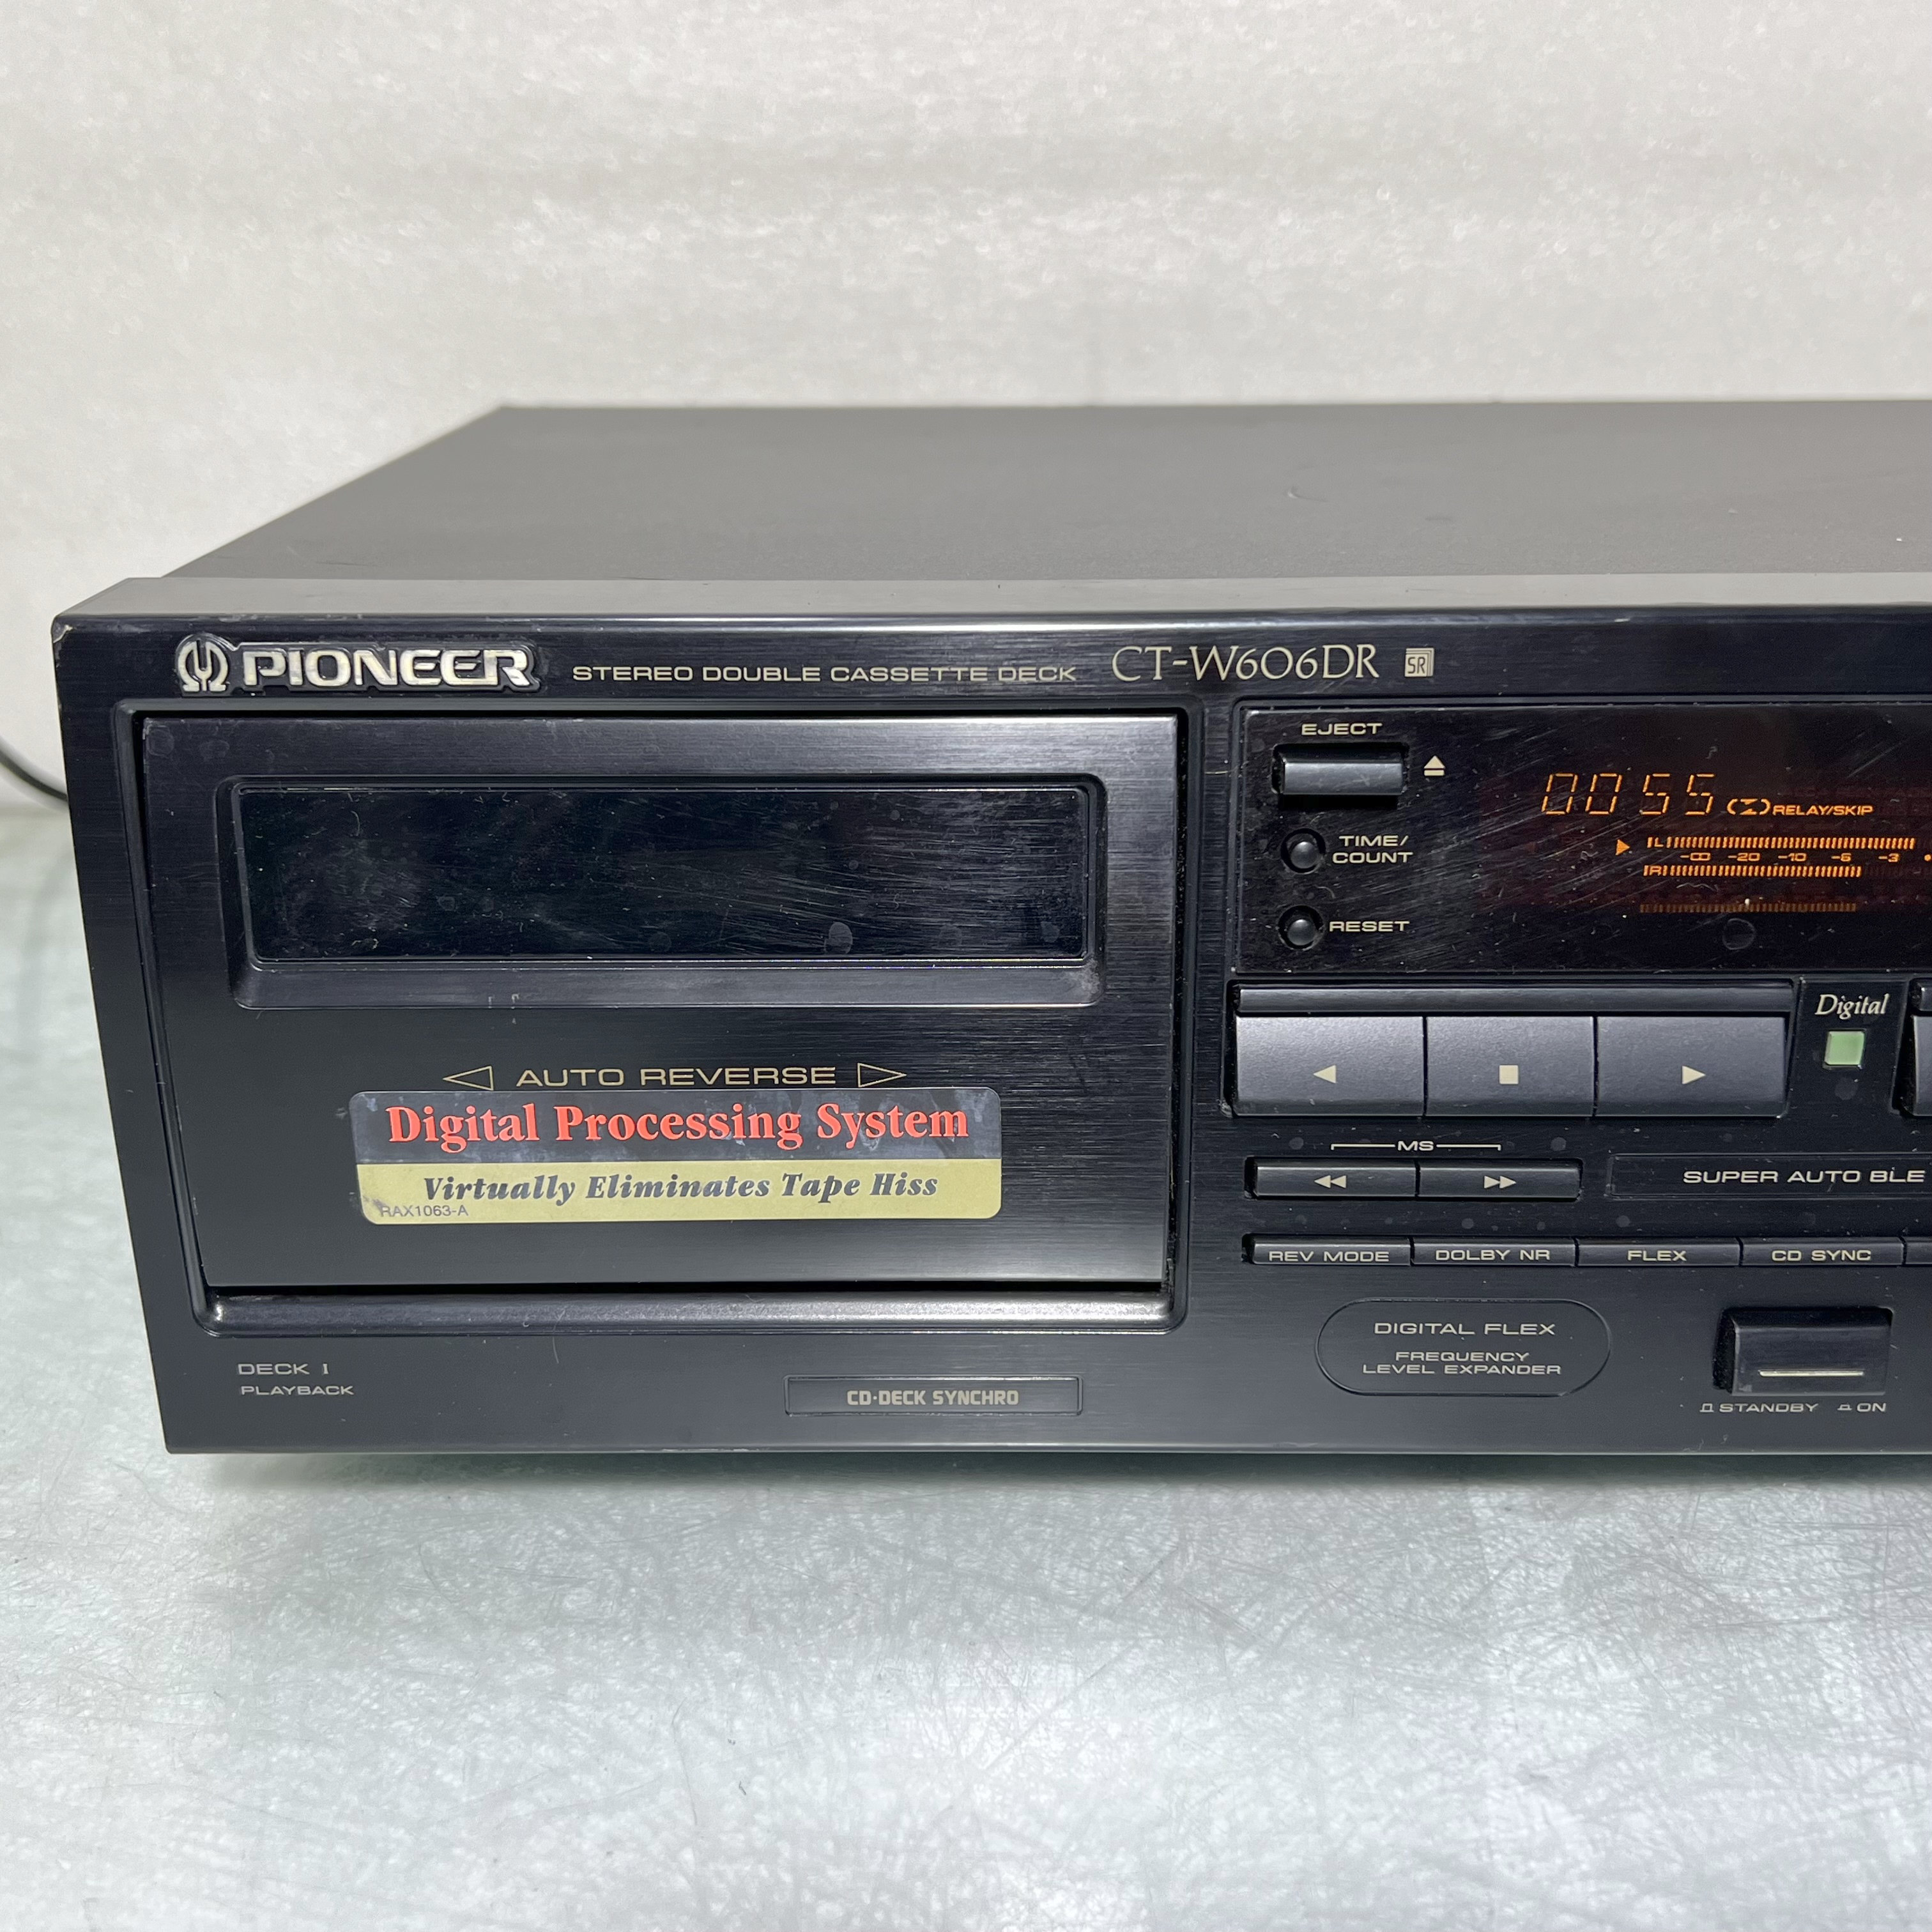 PIONEER STEREO DOUBLE CASSETTE DECK CT-W606DR SR
EJECT
TIME/
COUNT
RESET
00 55 RELAY/SKIP
L
-∞ -20 -10 -6 -3
R
Digital
AUTO REVERSE
Digital Processing System
Virtually Eliminates Tape Hiss
RAX1063-A
MS
SUPER AUTO BLE
REV MODE DOLBY NR FLEX CD SYNC
DIGITAL FLEX
FREQUENCY
LEVEL EXPANDER
STANDBY ON
DECK I
PLAYBACK
CD·DECK SYNCHRO